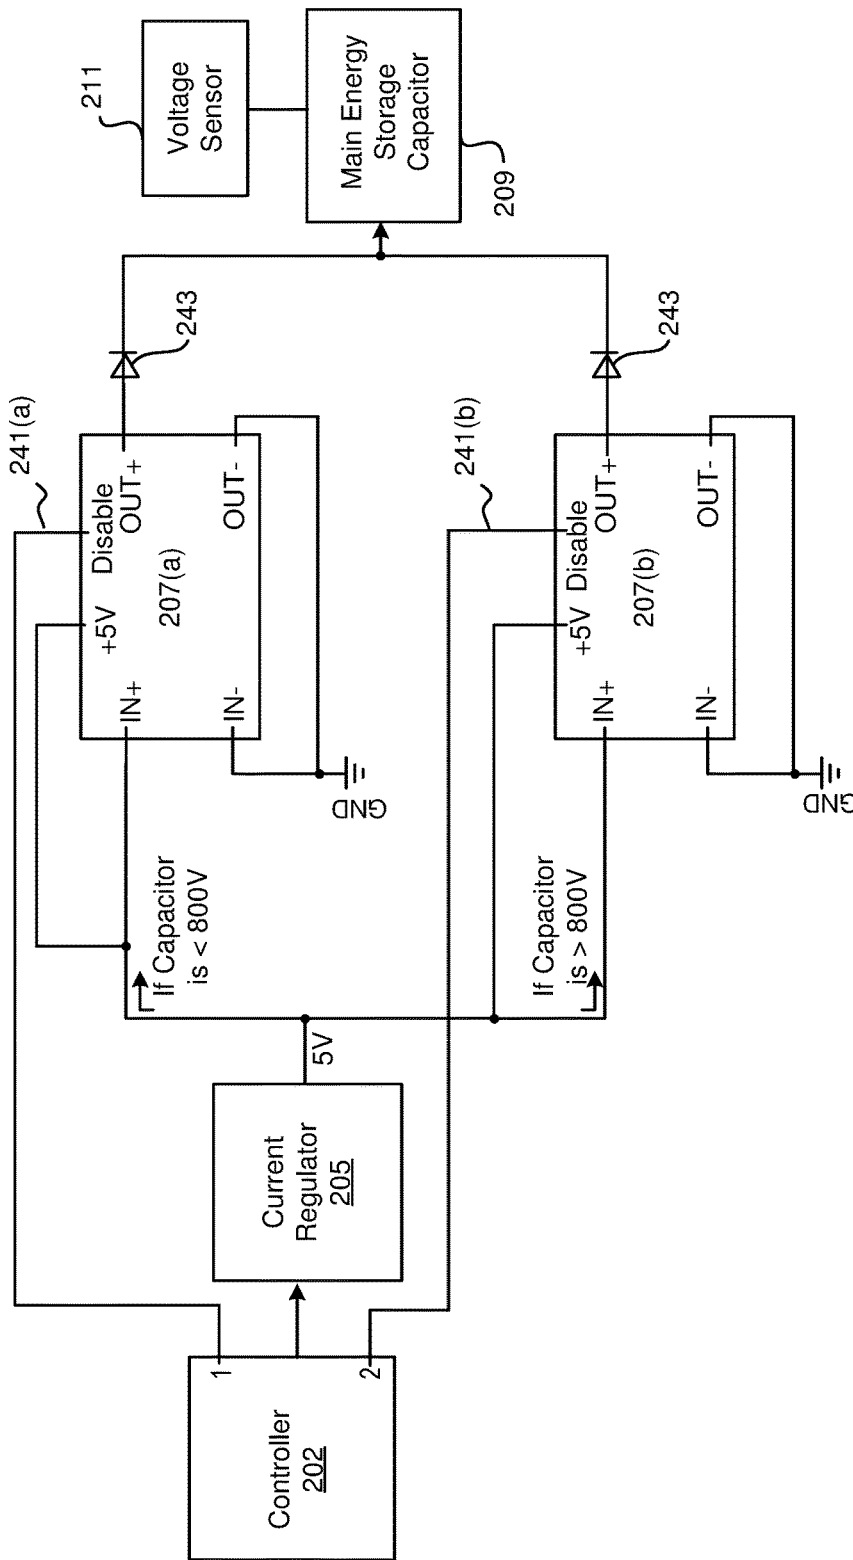 211
Voltage
Sensor
Main Energy
Storage
Capacitor
209
243
243
241(a)
Disable
OUT+
OUT-
+5V
207(a)
IN+
IN-
GND
241(b)
Disable
OUT+
OUT-
+5V
207(b)
IN+
IN-
GND
If Capacitor
is < 800V
If Capacitor
is > 800V
5V
Current
Regulator
205
1
2
Controller
202